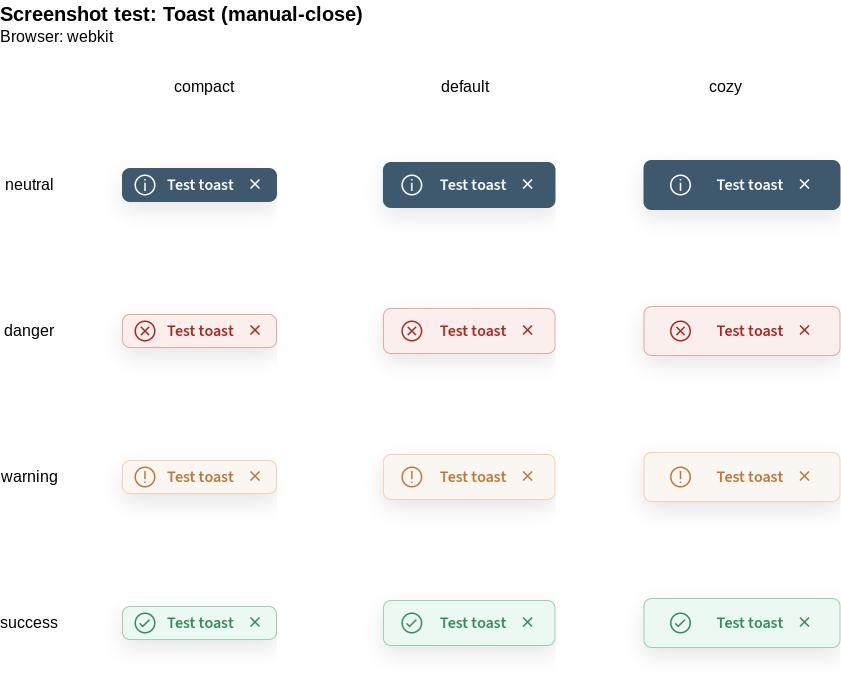 Screenshot test: Toast (manual-close)
Browser: webkit
compact default cozy
neutral Test toast Test toast Test toast
danger Test toast Test toast Test toast
warning Test toast Test toast Test toast
success Test toast Test toast Test toast